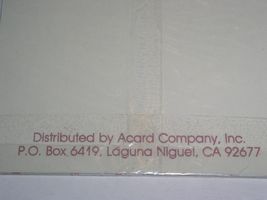 Distributed by Acard Company, Inc.
P.O. Box 6419, Laguna Niguel, CA 92677